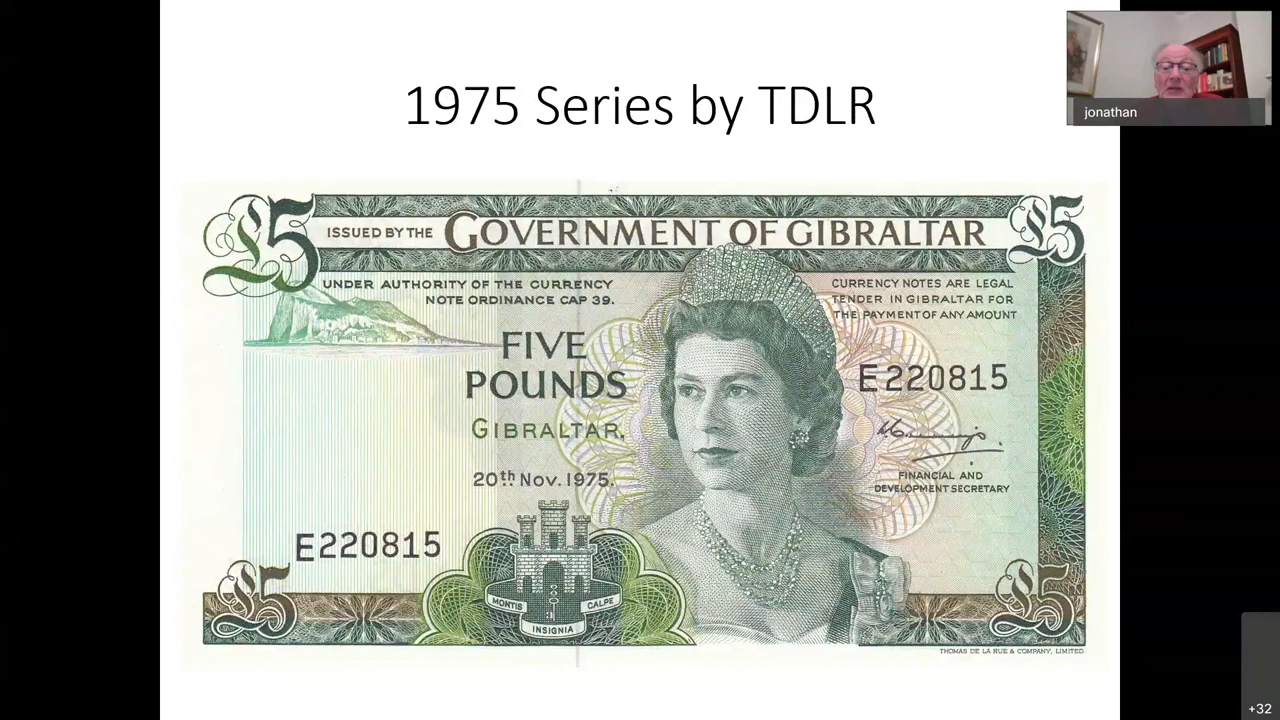 1975 Series by TDLR
jonathan
£5 ISSUED BY THE GOVERNMENT OF GIBRALTAR £5
UNDER AUTHORITY OF THE CURRENCY
NOTE ORDINANCE CAP 39.
CURRENCY NOTES ARE LEGAL
TENDER IN GIBRALTAR FOR
THE PAYMENT OF ANY AMOUNT
FIVE
POUNDS
GIBRALTAR.
20th Nov. 1975.
E220815
FINANCIAL AND
DEVELOPMENT SECRETARY
E220815
MONTIS CALPE
INSIGNIA
£5 £5
THOMAS DE LA RUE & COMPANY, LIMITED.
+32